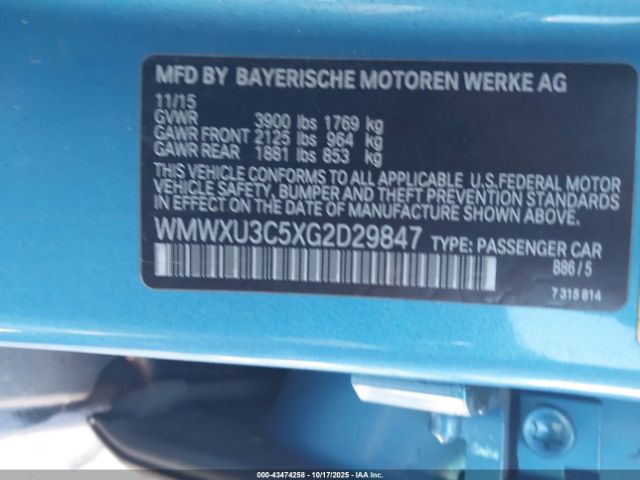 MFD BY BAYERISCHE MOTOREN WERKE AG
11/15
GVWR 3900 lbs 1769 kg
GAWR FRONT 2125 lbs 964 kg
GAWR REAR 1881 lbs 853 kg
THIS VEHICLE CONFORMS TO ALL APPLICABLE U.S.FEDERAL MOTOR
VEHICLE SAFETY, BUMPER AND THEFT PREVENTION STANDARDS
IN EFFECT ON THE DATE OF MANUFACTURE SHOWN ABOVE.
WMWXU3C5XG2D29847 TYPE: PASSENGER CAR
B86/5
7 318 814
000-43474258 - 10/17/2025 - IAAI.COM